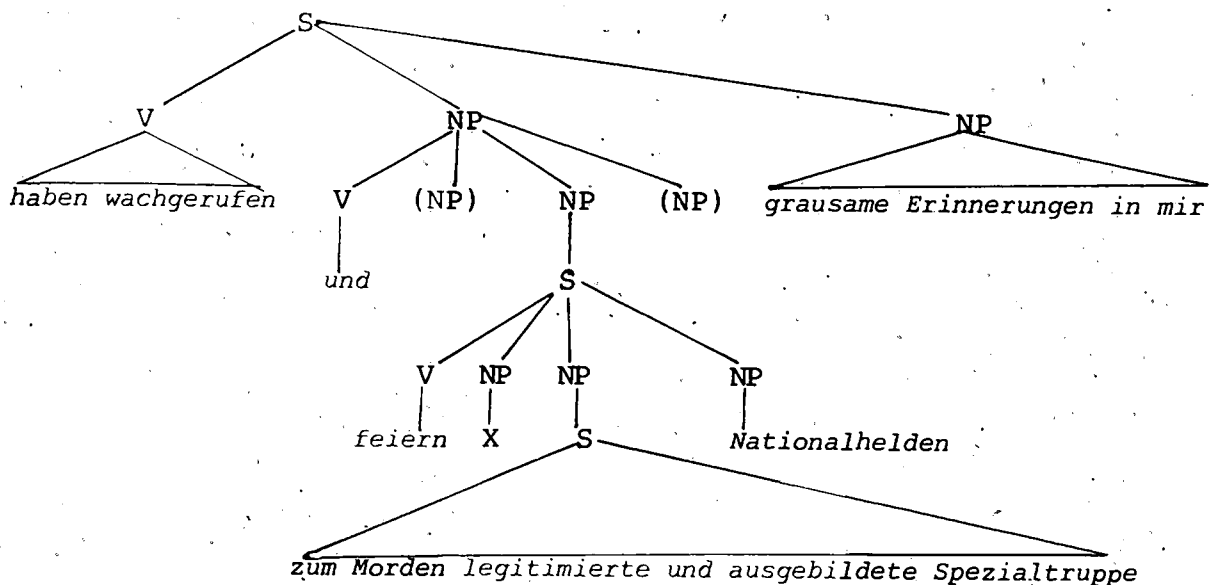 S
V NP NP
haben wachgerufen V (NP) NP (NP) grausame Erinnerungen in mir
und
S
V NP NP NP
feiern X S Nationalhelden
zum Morden legitimierte und ausgebildete Spezialtruppe